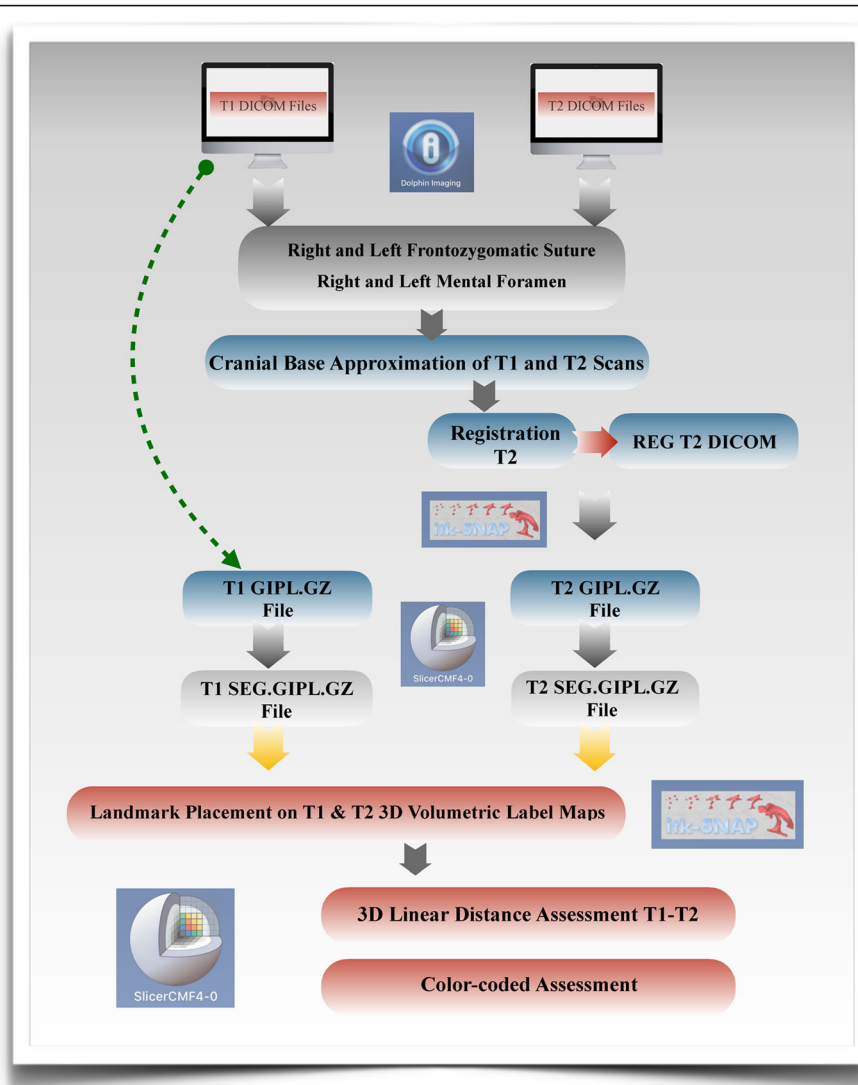 T1 DICOM Files
T2 DICOM Files
Dolphin Imaging
Right and Left Frontozygomatic Suture
Right and Left Mental Foramen
Cranial Base Approximation of T1 and T2 Scans
Registration
T2
REG T2 DICOM
itk-SNAP
T1 GIPL.GZ
File
T2 GIPL.GZ
File
SlicerCMF4-0
T1 SEG.GIPL.GZ
File
T2 SEG.GIPL.GZ
File
Landmark Placement on T1 & T2 3D Volumetric Label Maps
itk-SNAP
3D Linear Distance Assessment T1-T2
SlicerCMF4-0
Color-coded Assessment